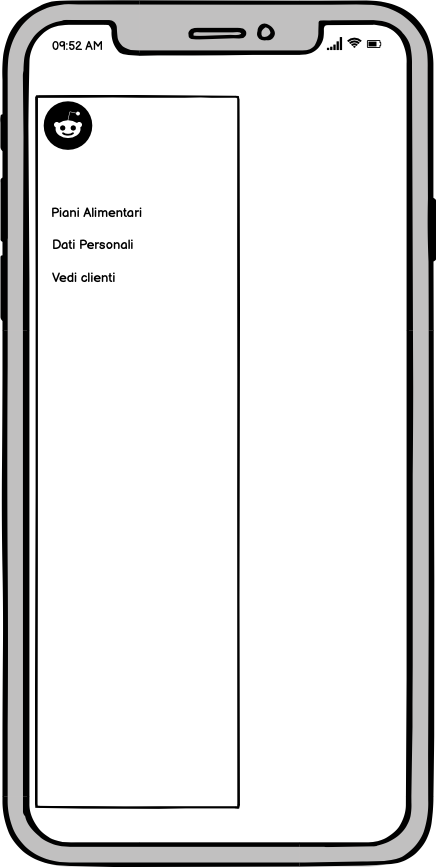 09:52 AM
Piani Alimentari
Dati Personali
Vedi clienti